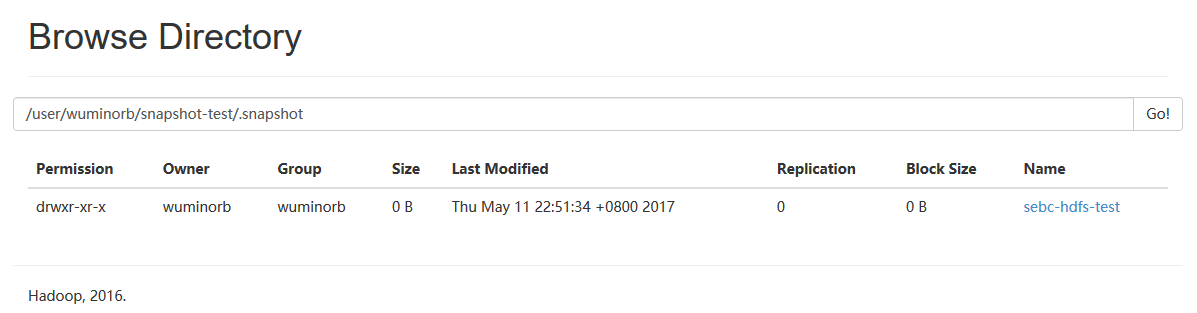 Browse Directory
/user/wuminorb/snapshot-test/.snapshot Go!
Permission Owner Group Size Last Modified Replication Block Size Name
drwxr-xr-x wuminorb wuminorb 0 B Thu May 11 22:51:34 +0800 2017 0 0 B sebc-hdfs-test
Hadoop, 2016.